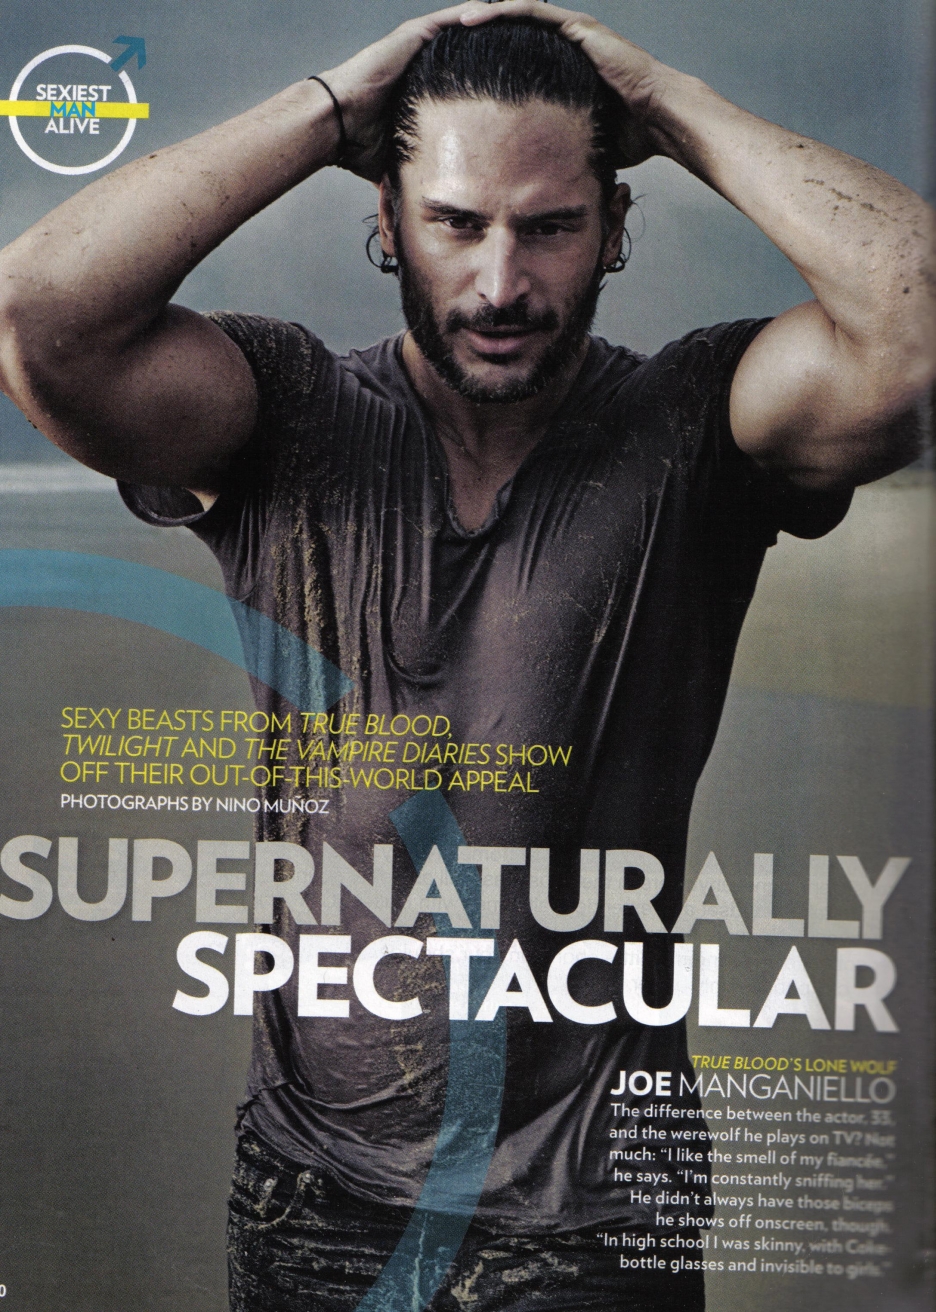 SEXIEST
MAN
ALIVE
SEXY BEASTS FROM TRUE BLOOD,
TWILIGHT AND THE VAMPIRE DIARIES SHOW
OFF THEIR OUT-OF-THIS-WORLD APPEAL
PHOTOGRAPHS BY NINO MUÑOZ
SUPERNATURALLY
SPECTACULAR
TRUE BLOOD'S LONE WOLF
JOE MANGANIELLO
The difference between the actor, 33,
and the werewolf he plays on TV? Not
much: “I like the smell of my fiancée,”
he says. “I'm constantly sniffing her.”
He didn't always have those biceps
he shows off onscreen, though.
“In high school I was skinny, with Coke-
bottle glasses and invisible to girls.”
0